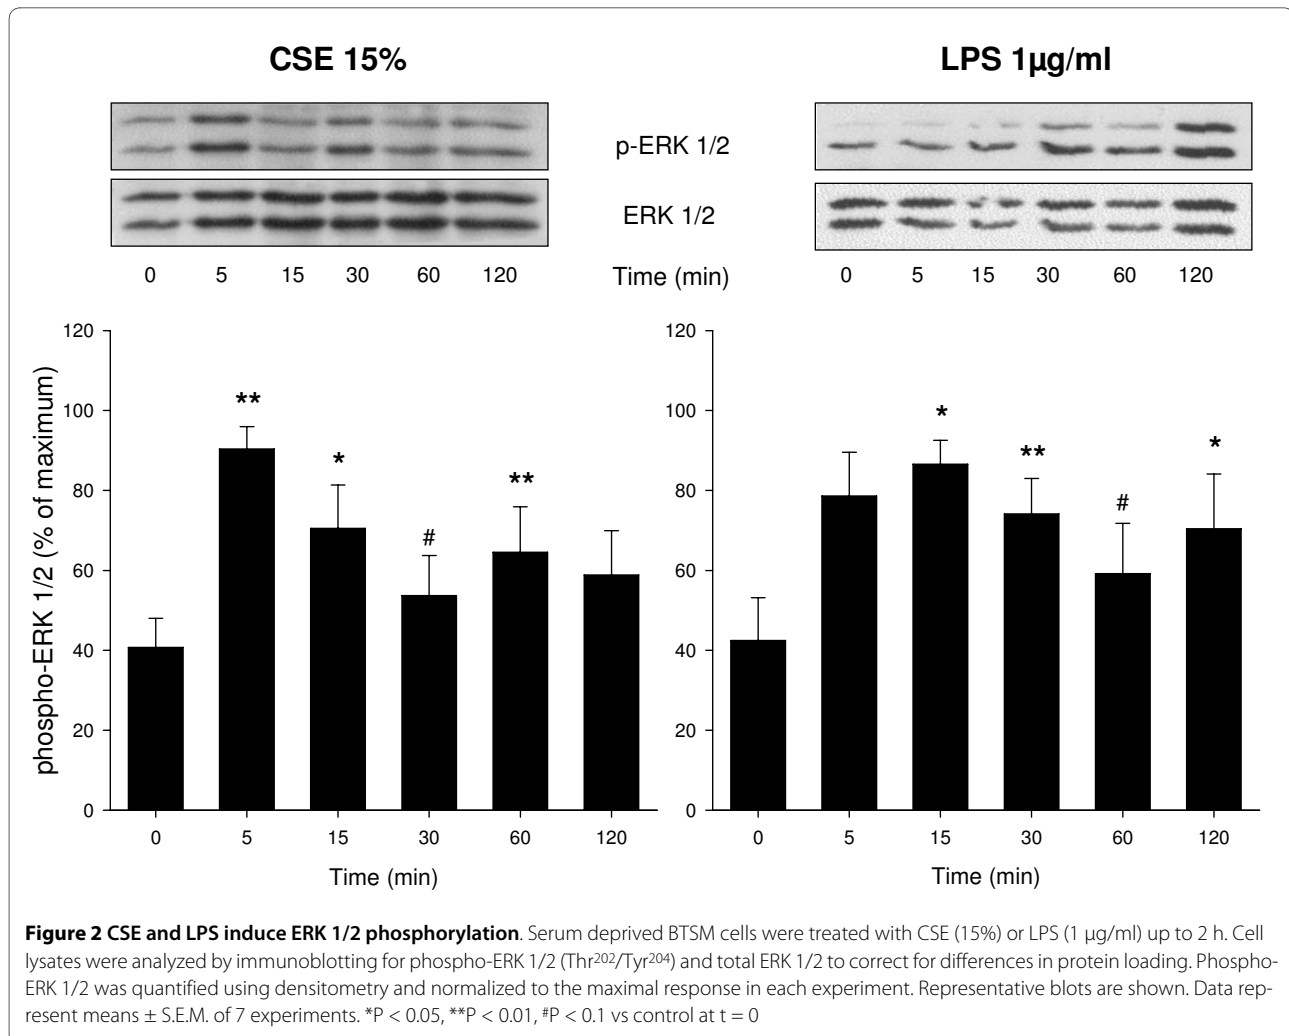 CSE 15%
LPS 1µg/ml
p-ERK 1/2
ERK 1/2
0 5 15 30 60 120
Time (min)
0 5 15 30 60 120
phospho-ERK 1/2 (% of maximum)
120
100
80
60
40
20
0
**
*
#
**
0 5 15 30 60 120
Time (min)
120
100
80
60
40
20
0
*
**
#
*
0 5 15 30 60 120
Time (min)
Figure 2 CSE and LPS induce ERK 1/2 phosphorylation. Serum deprived BTSM cells were treated with CSE (15%) or LPS (1 µg/ml) up to 2 h. Cell
lysates were analyzed by immunoblotting for phospho-ERK 1/2 (Thr²⁰²/Tyr²⁰⁴) and total ERK 1/2 to correct for differences in protein loading. Phospho-
ERK 1/2 was quantified using densitometry and normalized to the maximal response in each experiment. Representative blots are shown. Data rep-
resent means ± S.E.M. of 7 experiments. *P < 0.05, **P < 0.01, #P < 0.1 vs control at t = 0